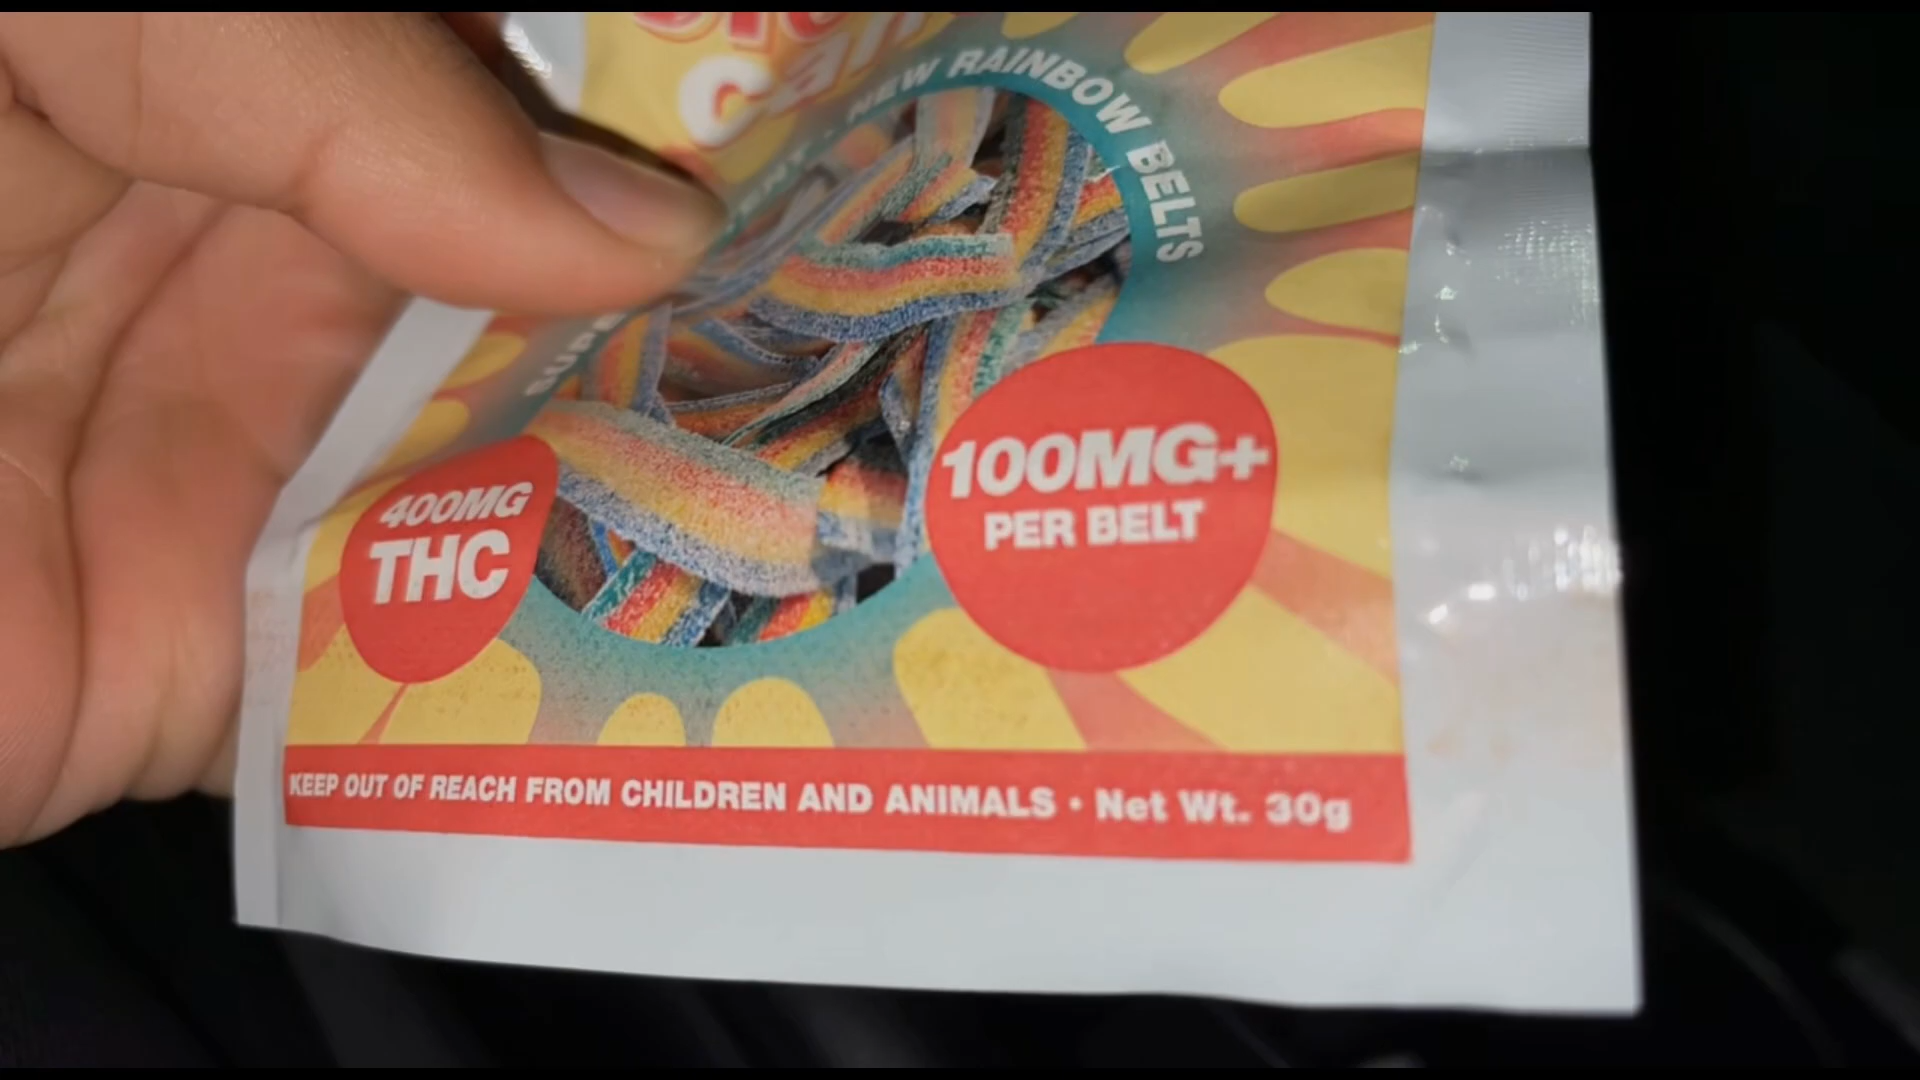 NEW RAINBOW BELTS
400MG
THC
100MG+
PER BELT
KEEP OUT OF REACH FROM CHILDREN AND ANIMALS • Net Wt. 30g